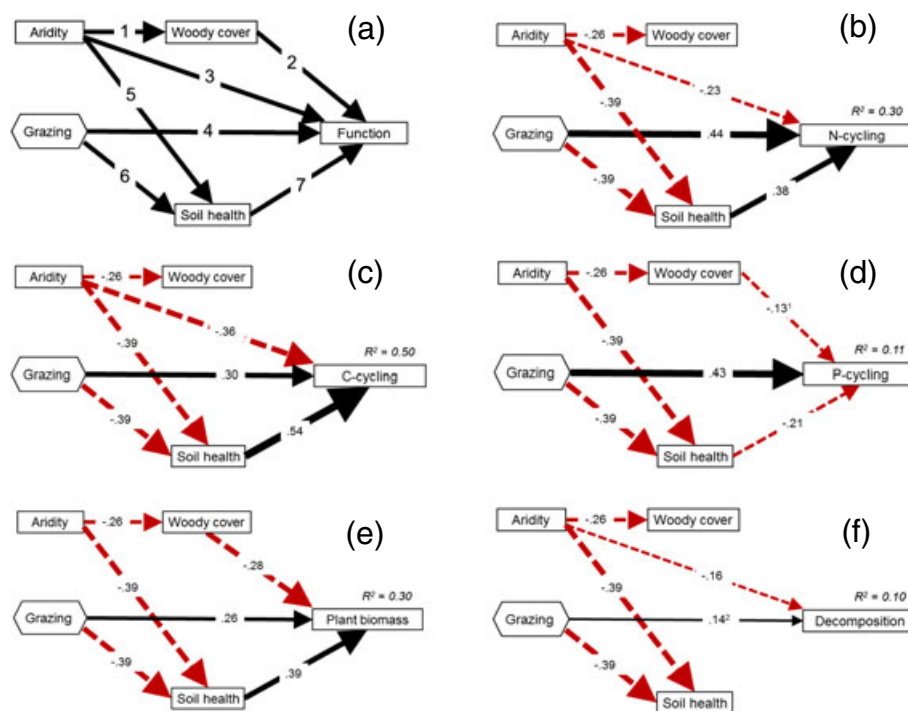 (a)
Aridity
1
Woody cover
2
3
5
Grazing
4
Function
6
7
Soil health
(b)
Aridity
-.26
Woody cover
-.23
-.39
R² = 0.30
Grazing
.44
N-cycling
-.39
.38
Soil health
(c)
Aridity
-.26
Woody cover
-.36
-.39
R² = 0.50
Grazing
.30
C-cycling
-.39
.54
Soil health
(d)
Aridity
-.26
Woody cover
-.13¹
-.39
R² = 0.11
Grazing
.43
P-cycling
-.39
-.21
Soil health
(e)
Aridity
-.26
Woody cover
-.28
-.39
R² = 0.30
Grazing
.26
Plant biomass
-.39
.39
Soil health
(f)
Aridity
-.26
Woody cover
-.16
-.39
R² = 0.10
Grazing
.14²
Decomposition
-.39
Soil health